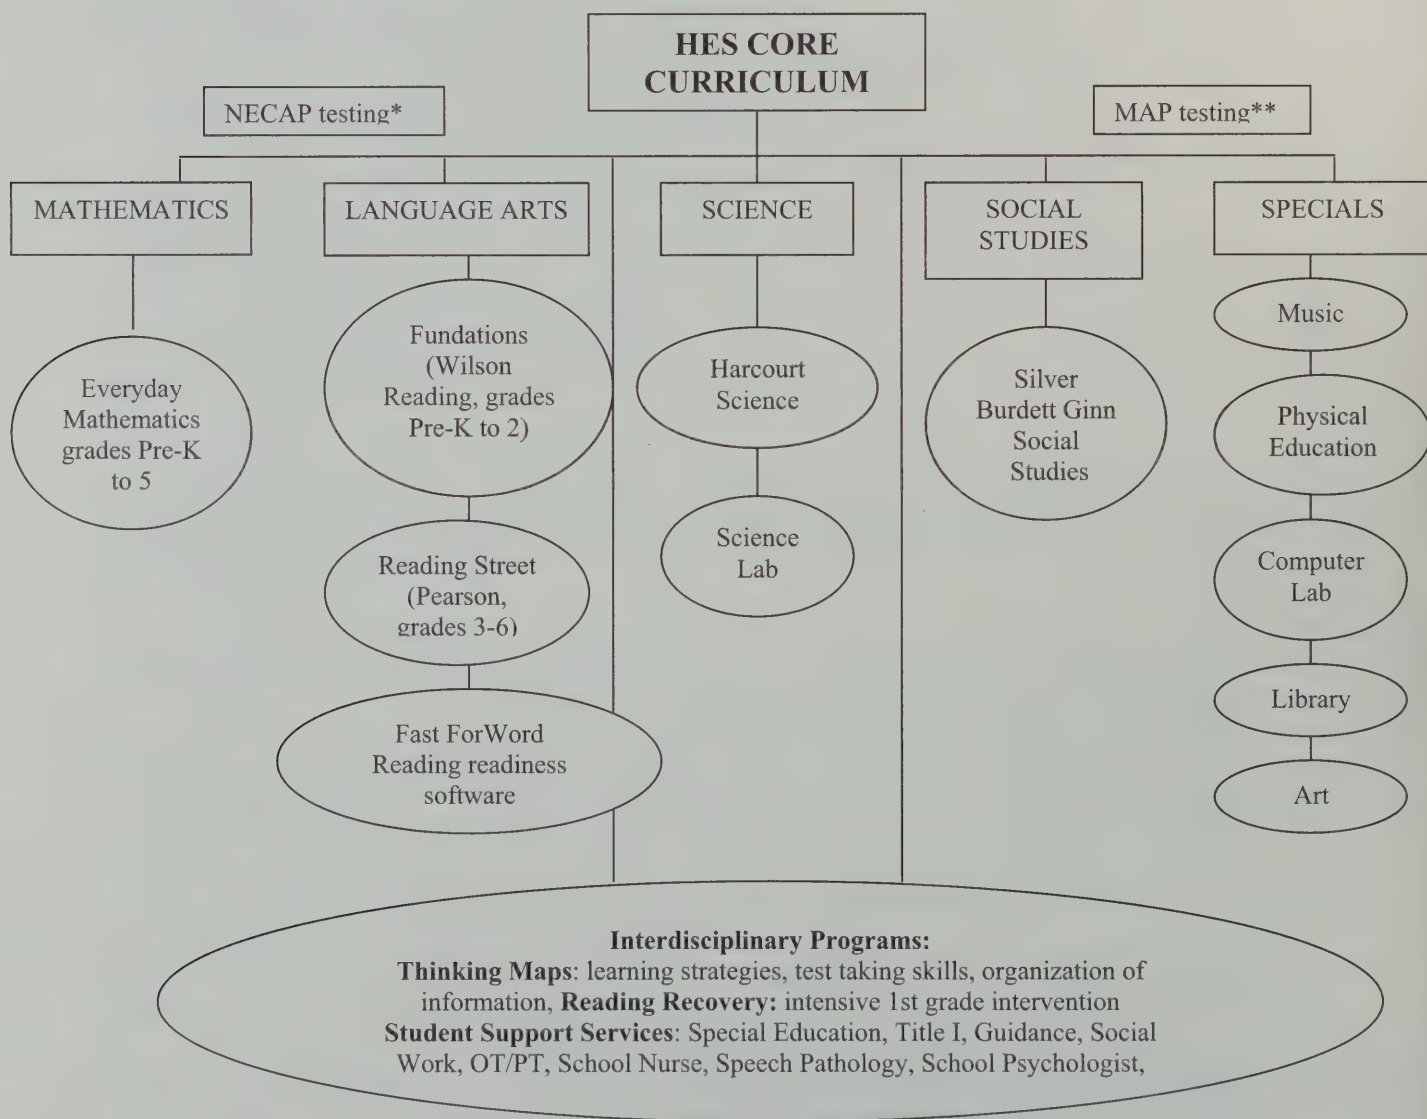 HES CORE
CURRICULUM
NECAP testing*
MAP testing**
MATHEMATICS
LANGUAGE ARTS
SCIENCE
SOCIAL
STUDIES
SPECIALS
Everyday
Mathematics
grades Pre-K
to 5
Fundations
(Wilson
Reading, grades
Pre-K to 2)
Reading Street
(Pearson,
grades 3-6)
Fast ForWord
Reading readiness
software
Harcourt
Science
Science
Lab
Silver
Burdett Ginn
Social
Studies
Music
Physical
Education
Computer
Lab
Library
Art
Interdisciplinary Programs:
Thinking Maps: learning strategies, test taking skills, organization of
information, Reading Recovery: intensive 1st grade intervention
Student Support Services: Special Education, Title I, Guidance, Social
Work, OT/PT, School Nurse, Speech Pathology, School Psychologist,